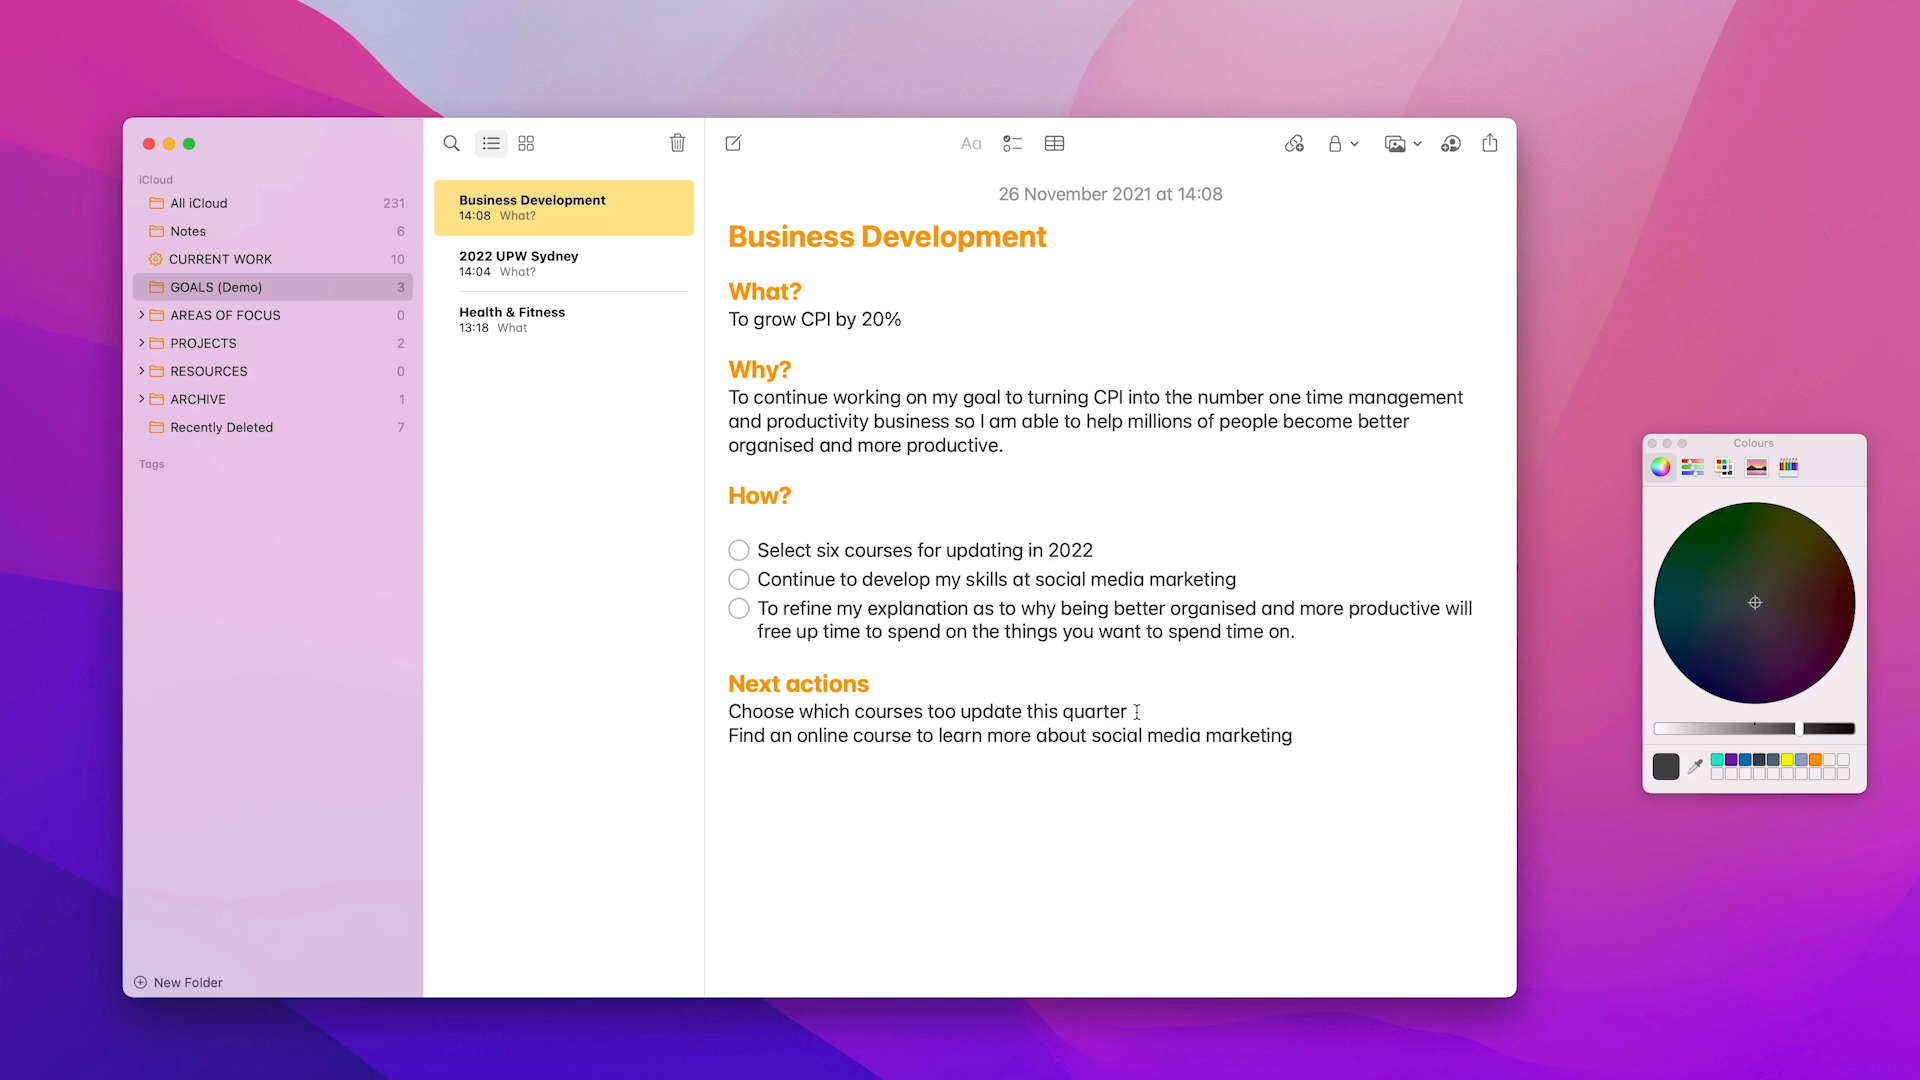 iCloud
All iCloud 231
Notes 6
CURRENT WORK 10
GOALS (Demo) 3
AREAS OF FOCUS 0
PROJECTS 2
RESOURCES 0
ARCHIVE 1
Recently Deleted 7
Tags
New Folder
Business Development
14:08 What?
2022 UPW Sydney
14:04 What?
Health & Fitness
13:18 What
Aa
26 November 2021 at 14:08
Business Development
What?
To grow CPI by 20%
Why?
To continue working on my goal to turning CPI into the number one time management
and productivity business so I am able to help millions of people become better
organised and more productive.
How?
Select six courses for updating in 2022
Continue to develop my skills at social media marketing
To refine my explanation as to why being better organised and more productive will
free up time to spend on the things you want to spend time on.
Next actions
Choose which courses too update this quarter
Find an online course to learn more about social media marketing
Colours